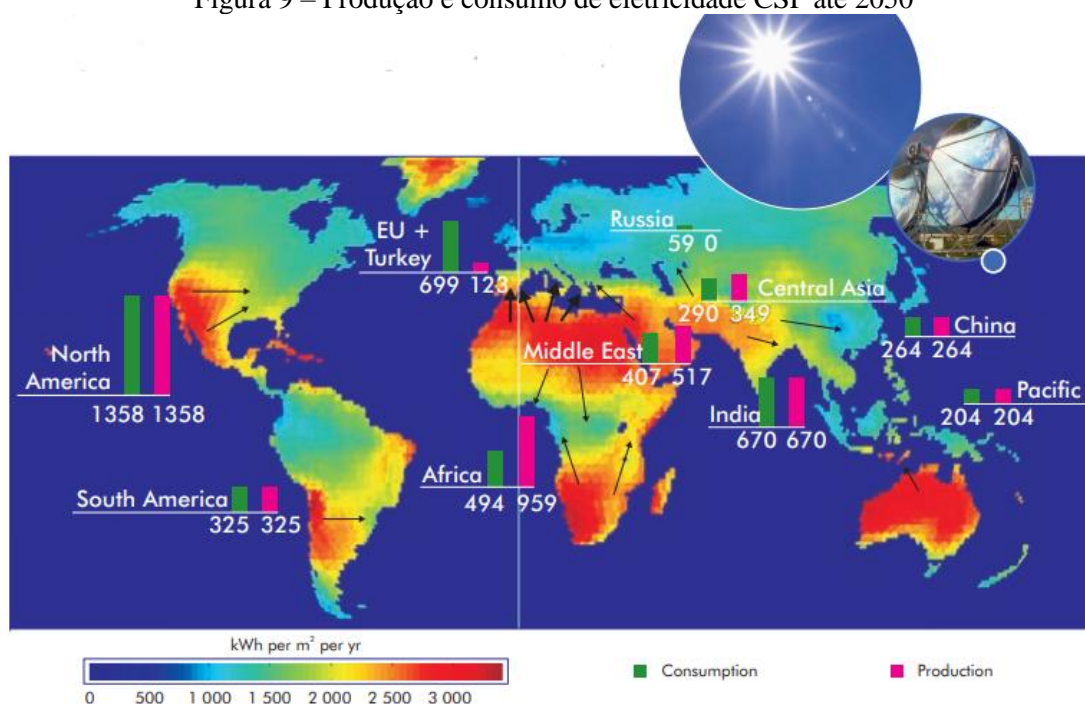 Figura 9 – Produção e consumo de eletricidade CSP até 2050
EU +
Turkey
699 123
Russia
59 0
Central Asia
290 349
China
264 264
North
America
1358 1358
Middle East
407 517
Pacific
204 204
India
670 670
Africa
494 959
South America
325 325
kWh per m² per yr
0 500 1 000 1 500 2 000 2 500 3 000
Consumption
Production